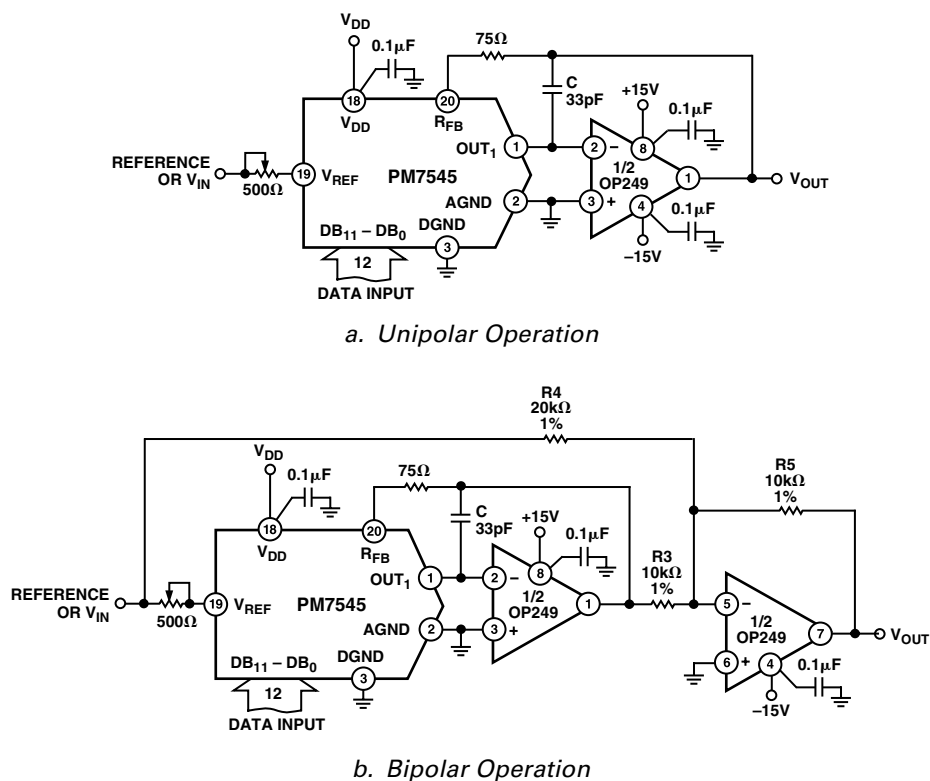 VDD
0.1μF
75Ω
C
33pF
+15V
0.1μF
18
VDD
20
RFB
OUT1
1
2
–
8
1/2
OP249
1
VOUT
REFERENCE
OR VIN
500Ω
19
VREF
PM7545
AGND
2
3
+
4
0.1μF
–15V
DB11 – DB0
DGND
3
12
DATA INPUT
a. Unipolar Operation
R4
20kΩ
1%
VDD
0.1μF
75Ω
R5
10kΩ
1%
C
33pF
+15V
0.1μF
18
VDD
20
RFB
OUT1
1
2
–
8
1/2
OP249
1
R3
10kΩ
1%
REFERENCE
OR VIN
500Ω
19
VREF
PM7545
5
–
1/2
OP249
7
VOUT
AGND
2
3
+
6
+
4
0.1μF
–15V
DB11 – DB0
DGND
3
12
DATA INPUT
b. Bipolar Operation